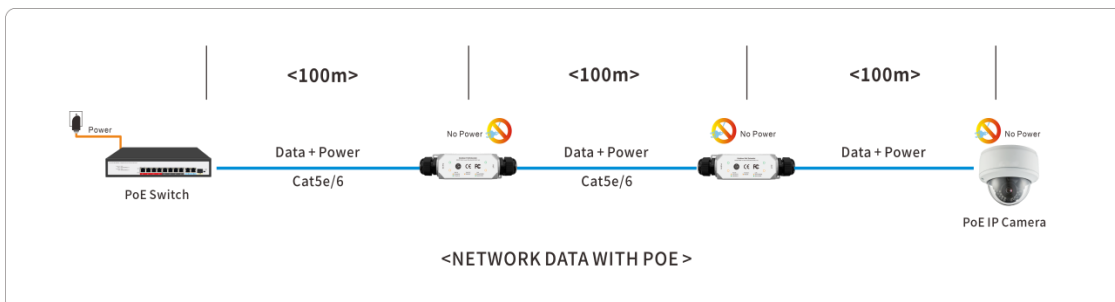 <100m>
<100m>
<100m>
Power
No Power
No Power
No Power
Data + Power
Data + Power
Data + Power
Cat5e/6
Cat5e/6
PoE Switch
PoE IP Camera
<NETWORK DATA WITH POE >